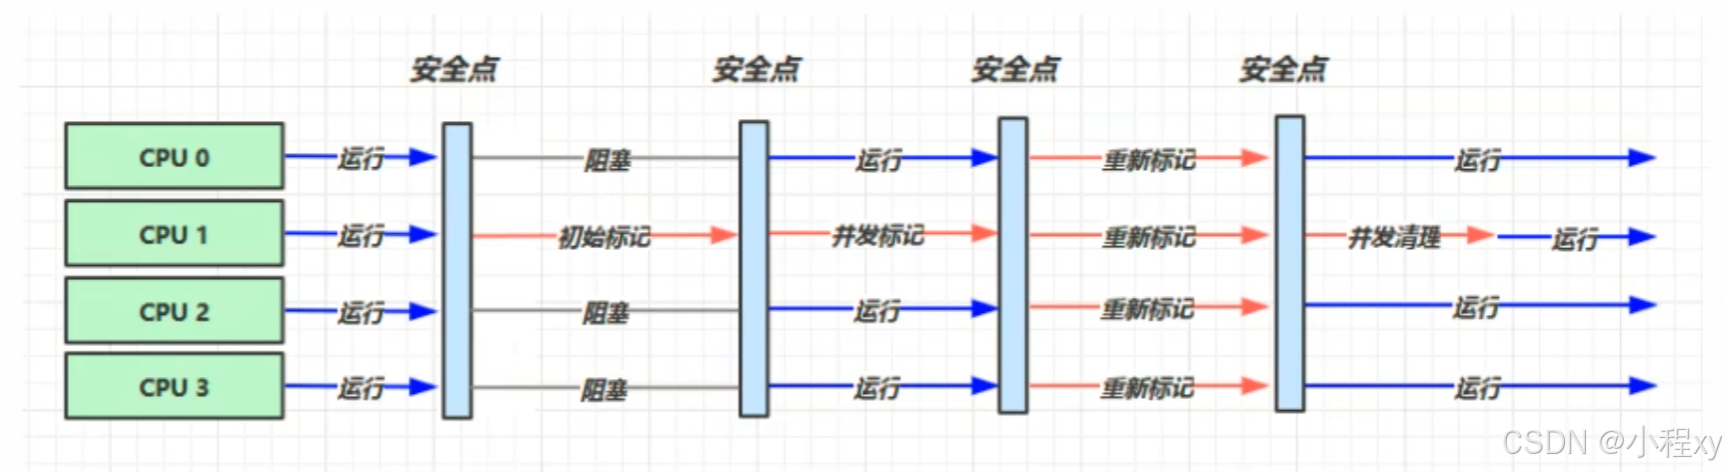 安全点 安全点 安全点 安全点
CPU 0 运行 阻塞 运行 重新标记 运行
CPU 1 运行 初始标记 并发标记 重新标记 并发清理 运行
CPU 2 运行 阻塞 运行 重新标记 运行
CPU 3 运行 阻塞 运行 重新标记 运行
CSDN @小程xy